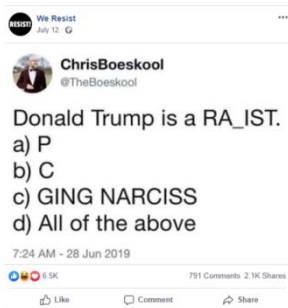 RESIST!
We Resist
July 12 ·
ChrisBoeskool
@TheBoeskool
Donald Trump is a RA_IST.
a) P
b) C
c) GING NARCISS
d) All of the above
7:24 AM - 28 Jun 2019
6.5K 791 Comments 2.1K Shares
Like Comment Share